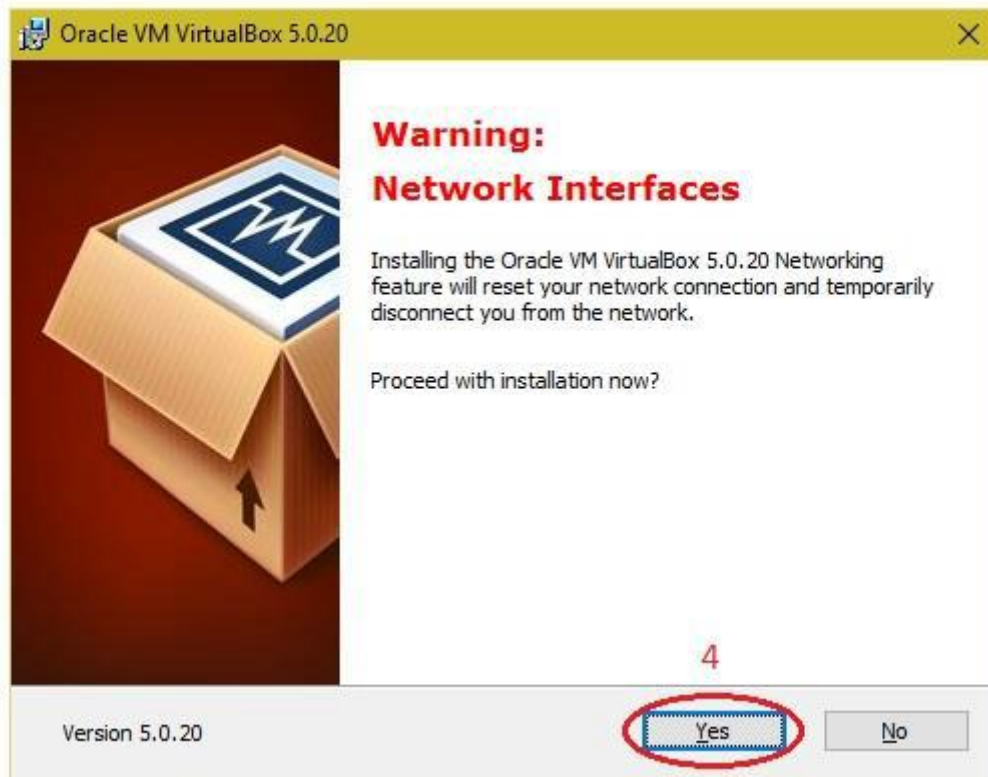 Oracle VM VirtualBox 5.0.20
Warning:
Network Interfaces
Installing the Oracle VM VirtualBox 5.0.20 Networking
feature will reset your network connection and temporarily
disconnect you from the network.
Proceed with installation now?
4
Version 5.0.20
Yes
No